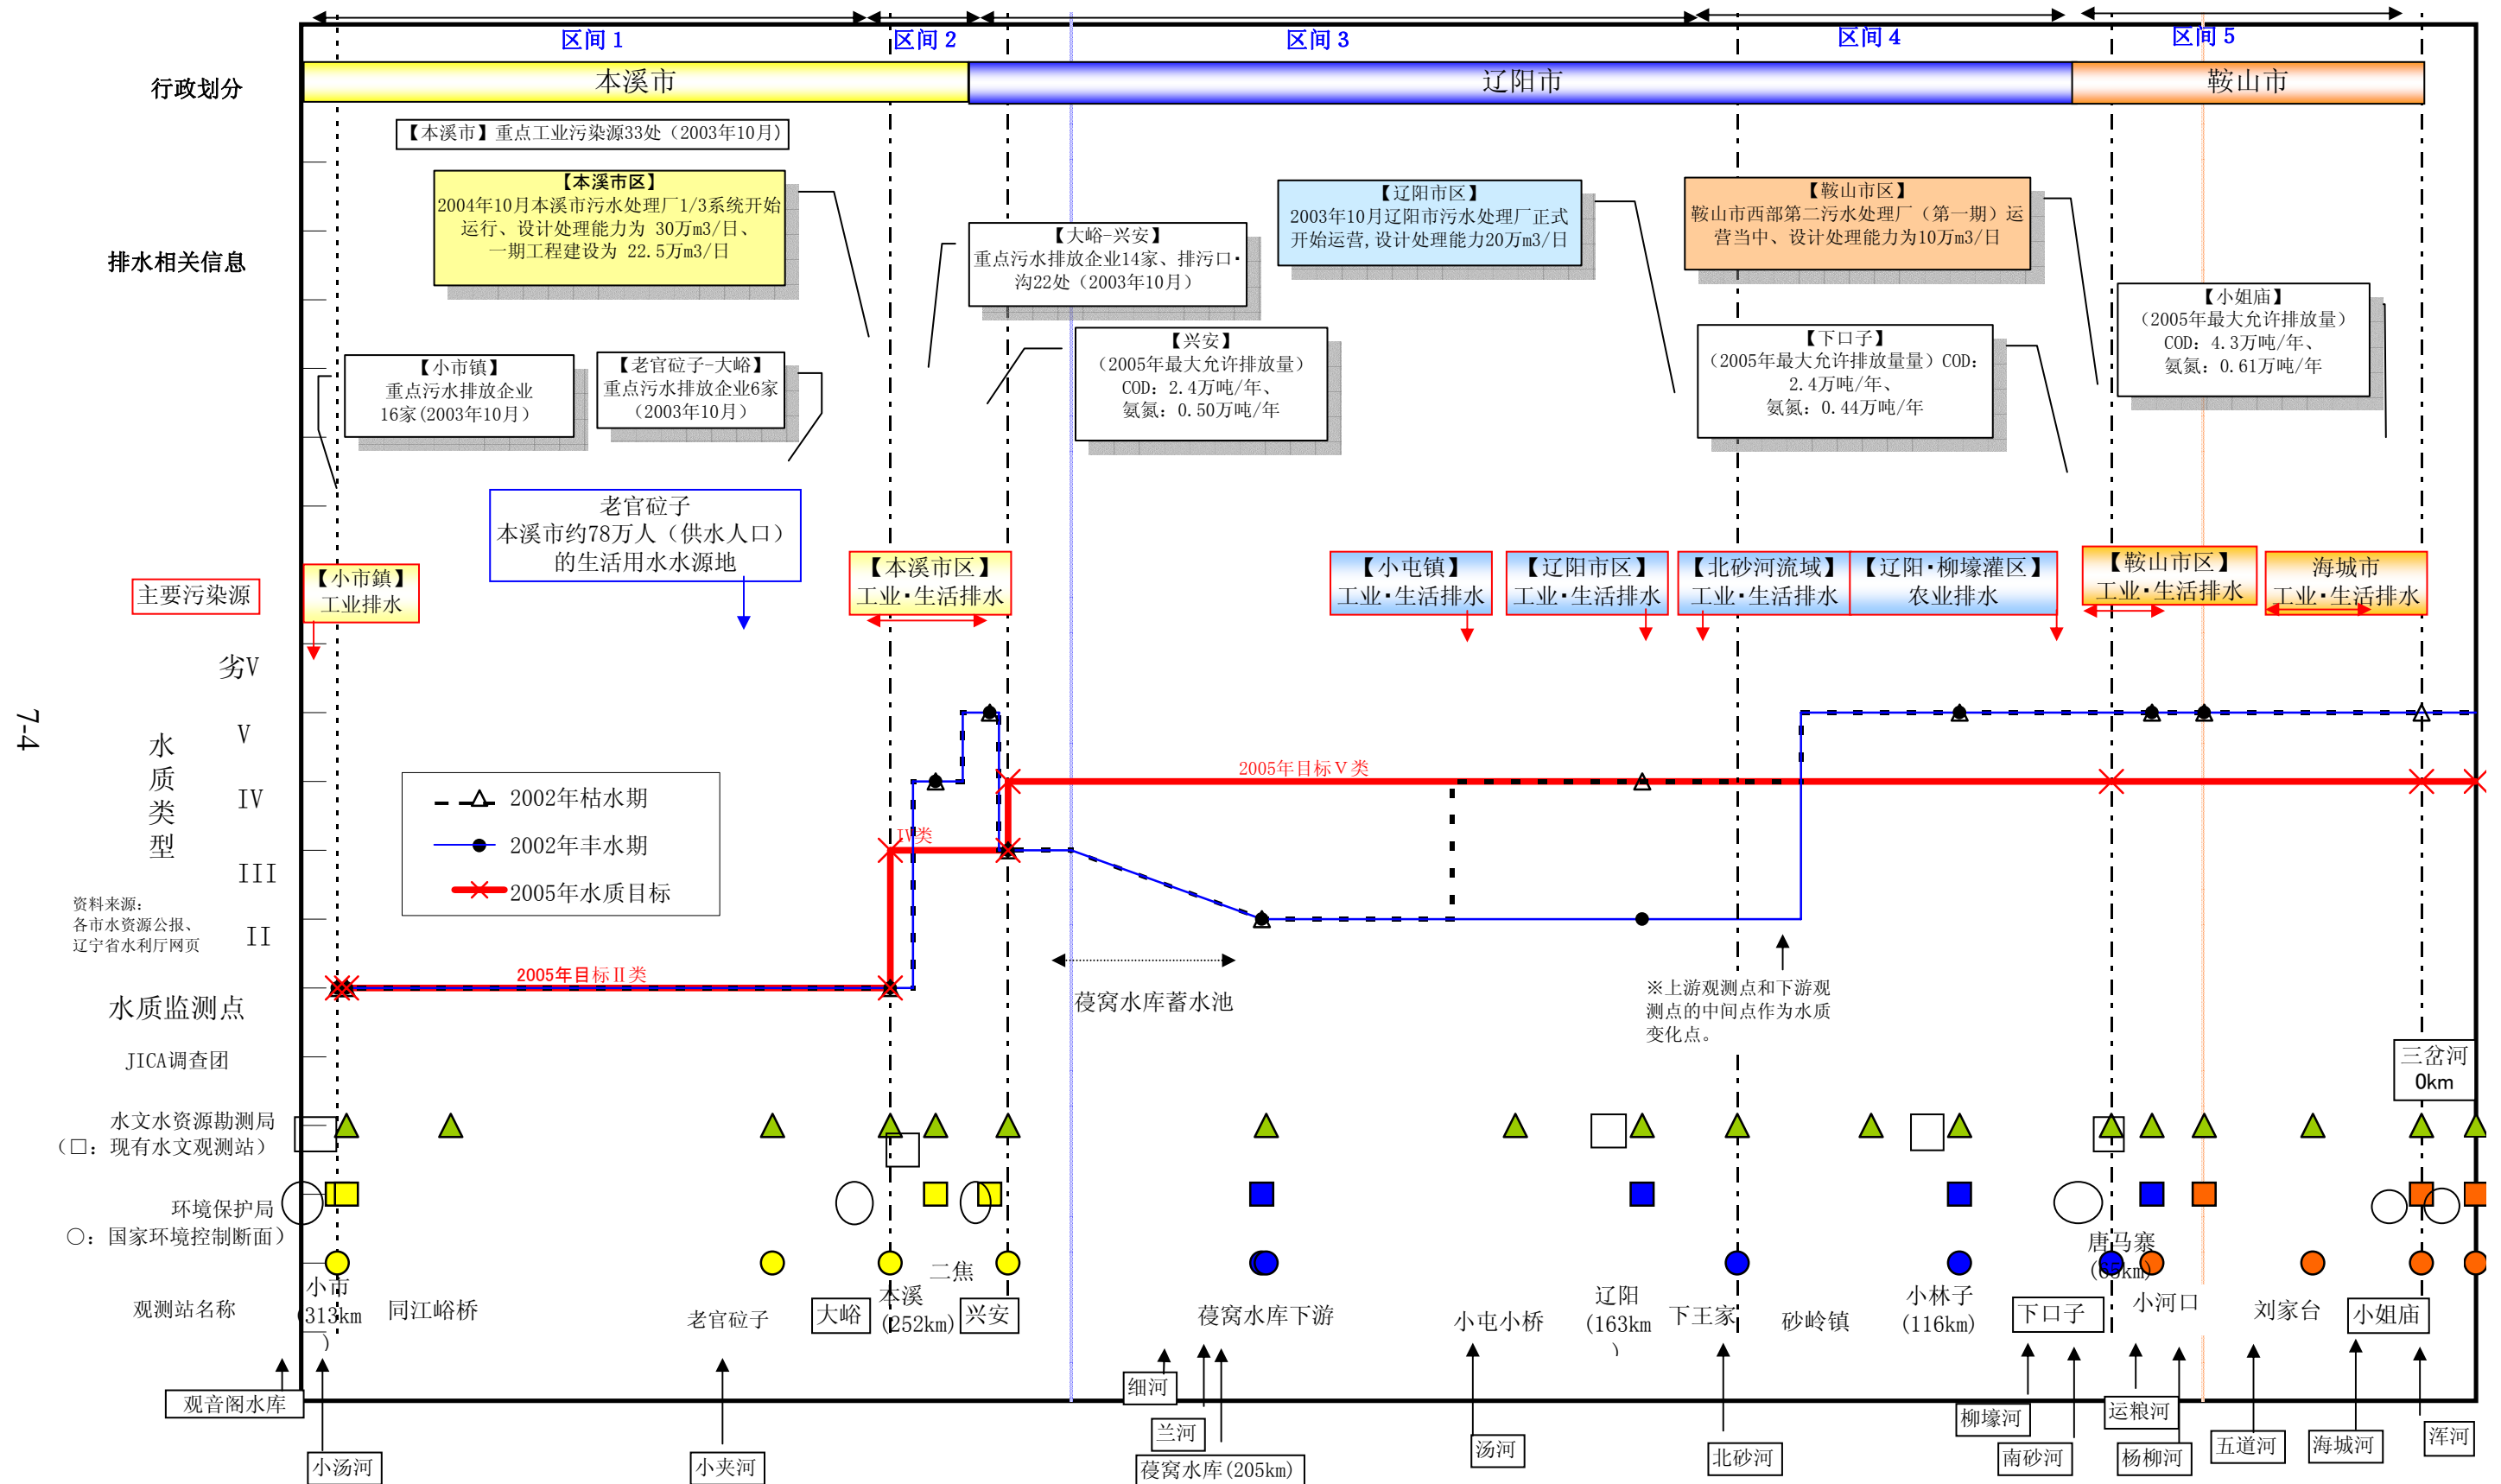 区间 1
区间 2
区间 3
区间 4
区间 5
行政划分
本溪市
辽阳市
鞍山市
【本溪市】重点工业污染源33处（2003年10月）
排水相关信息
【本溪市区】
2004年10月本溪市污水处理厂1/3系统开始
运行、设计处理能力为 30万m3/日、
一期工程建设为 22.5万m3/日
【大峪-兴安】
重点污水排放企业14家、排污口・
沟22处（2003年10月）
【辽阳市区】
2003年10月辽阳市污水处理厂正式
开始运营,设计处理能力20万m3/日
【鞍山市区】
鞍山市西部第二污水处理厂（第一期）运
营当中、设计处理能力为10万m3/日
【小姐庙】
（2005年最大允许排放量）
COD: 4.3万吨/年、
氨氮: 0.61万吨/年
【小市镇】
重点污水排放企业
16家(2003年10月）
【老官砬子-大峪】
重点污水排放企业6家
（2003年10月）
【兴安】
（2005年最大允许排放量）
COD: 2.4万吨/年、
氨氮: 0.50万吨/年
【下口子】
（2005年最大允许排放量量）COD:
2.4万吨/年、
氨氮: 0.44万吨/年
老官砬子
本溪市约78万人（供水人口）
的生活用水水源地
主要污染源
【小市鎮】
工业排水
【本溪市区】
工业・生活排水
【小屯镇】
工业・生活排水
【辽阳市区】
工业・生活排水
【北砂河流域】
工业・生活排水
【辽阳・柳壕灌区】
农业排水
【鞍山市区】
工业・生活排水
海城市
工业・生活排水
水质类型
劣V
V
IV
III
II
2002年枯水期
2002年丰水期
2005年水质目标
2005年目标Ⅴ类
IV类
2005年目标Ⅱ类
资料来源:
各市水资源公报、
辽宁省水利厅网页
葠窝水库蓄水池
※上游观测点和下游观
测点的中间点作为水质
变化点。
水质监测点
JICA调查团
三岔河
0km
水文水资源勘测局
（□: 现有水文观测站）
环境保护局
○: 国家环境控制断面）
观测站名称
小市
(313km
)
同江峪桥
老官砬子
大峪
本溪
(252km)
二焦
兴安
葠窝水库下游
小屯小桥
辽阳
(163km
)
下王家
砂岭镇
小林子
(116km)
下口子
唐马寨
(65km)
小河口
刘家台
小姐庙
观音阁水库
小汤河
小夹河
细河
兰河
葠窝水库(205km)
汤河
北砂河
柳壕河
南砂河
运粮河
杨柳河
五道河
海城河
浑河
7-4